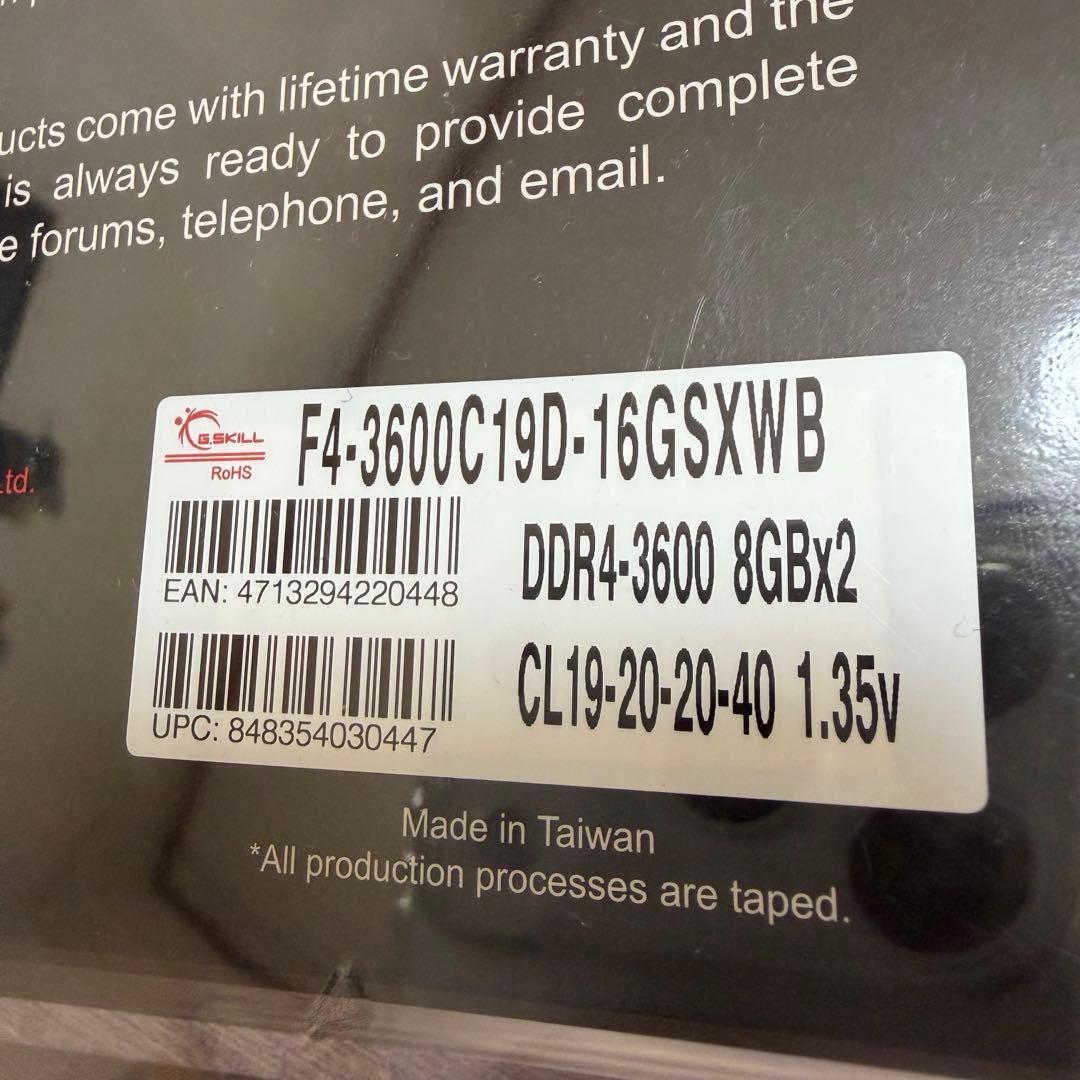 ucts come with lifetime warranty and the
is always ready to provide complete
e forums, telephone, and email.
Ltd.
G.SKILL
RoHS
F4-3600C19D-16GSXWB
EAN: 4713294220448
DDR4-3600 8GBx2
UPC: 848354030447
CL19-20-20-40 1.35v
Made in Taiwan
*All production processes are taped.